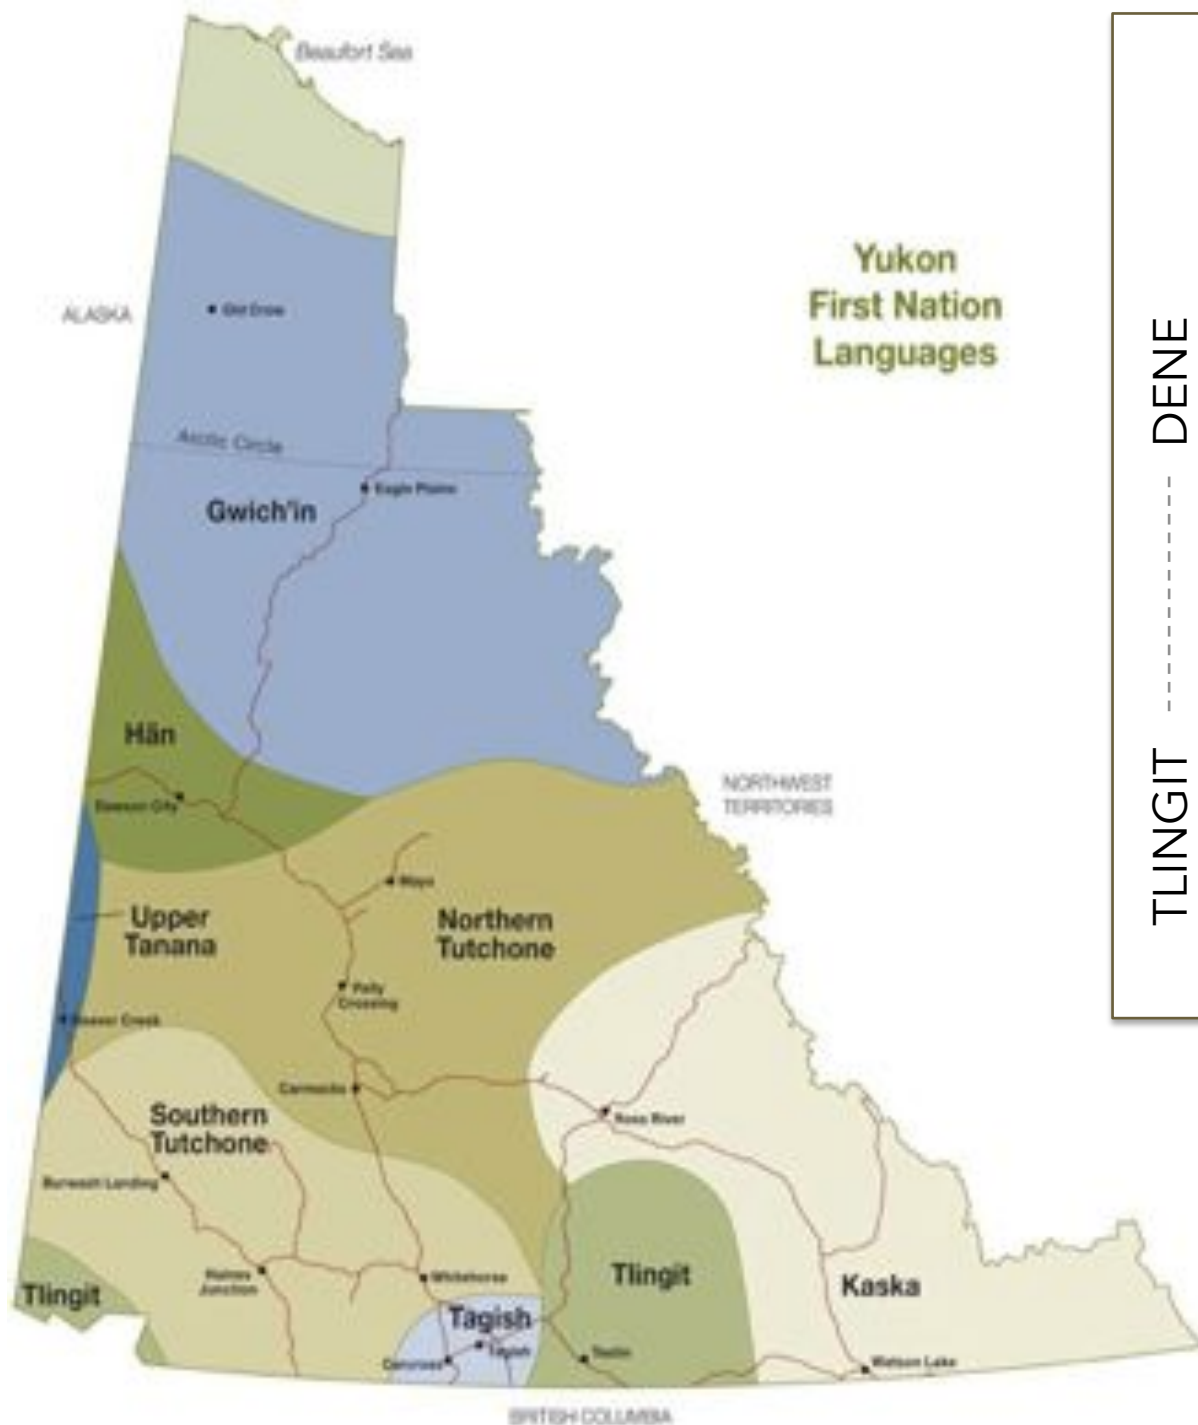 Beaufort Sea
ALASKA
Yukon
First Nation
Languages
Old Crow
Arctic Circle
Eagle Plains
Gwich'in
Hän
Dawson City
NORTHWEST
TERRITORIES
Mayo
Upper
Tanana
Northern
Tutchone
Pelly
Crossing
Beaver Creek
Carmacks
Southern
Tutchone
Ross River
Burwash Landing
Haines
Junction
Whitehorse
Tlingit
Tlingit
Kaska
Tagish
Tagish
Carcross
Teslin
Watson Lake
BRITISH COLUMBIA
TLINGIT ---------- DENE